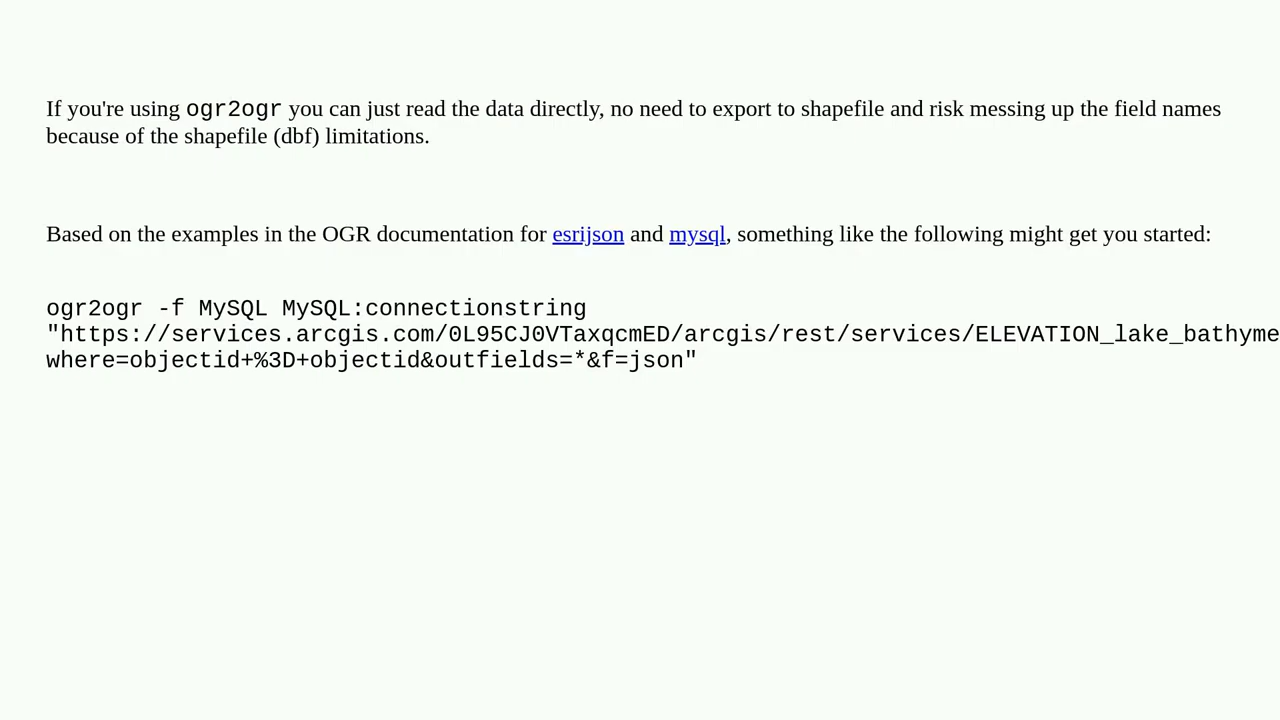 If you're using ogr2ogr you can just read the data directly, no need to export to shapefile and risk messing up the field names
because of the shapefile (dbf) limitations.
Based on the examples in the OGR documentation for esrijson and mysql, something like the following might get you started:
ogr2ogr -f MySQL MySQL:connectionstring
"https://services.arcgis.com/0L95CJ0VTaxqcmED/arcgis/rest/services/ELEVATION_lake_bathyme
where=objectid+%3D+objectid&outfields=*&f=json"